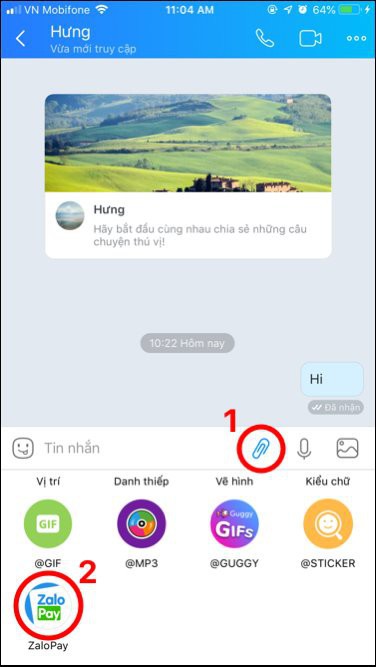 VN Mobifone 11:04 AM 64%
Hưng
Vừa mới truy cập
Hưng
Hãy bắt đầu cùng nhau chia sẻ những câu
chuyện thú vị!
10:22 Hôm nay
Hi
Đã nhận
1
Tin nhắn
Vị trí Danh thiếp Vẽ hình Kiểu chữ
GIF Guggy GIFs
@GIF @MP3 @GUGGY @STICKER
2
Zalo
Pay
ZaloPay